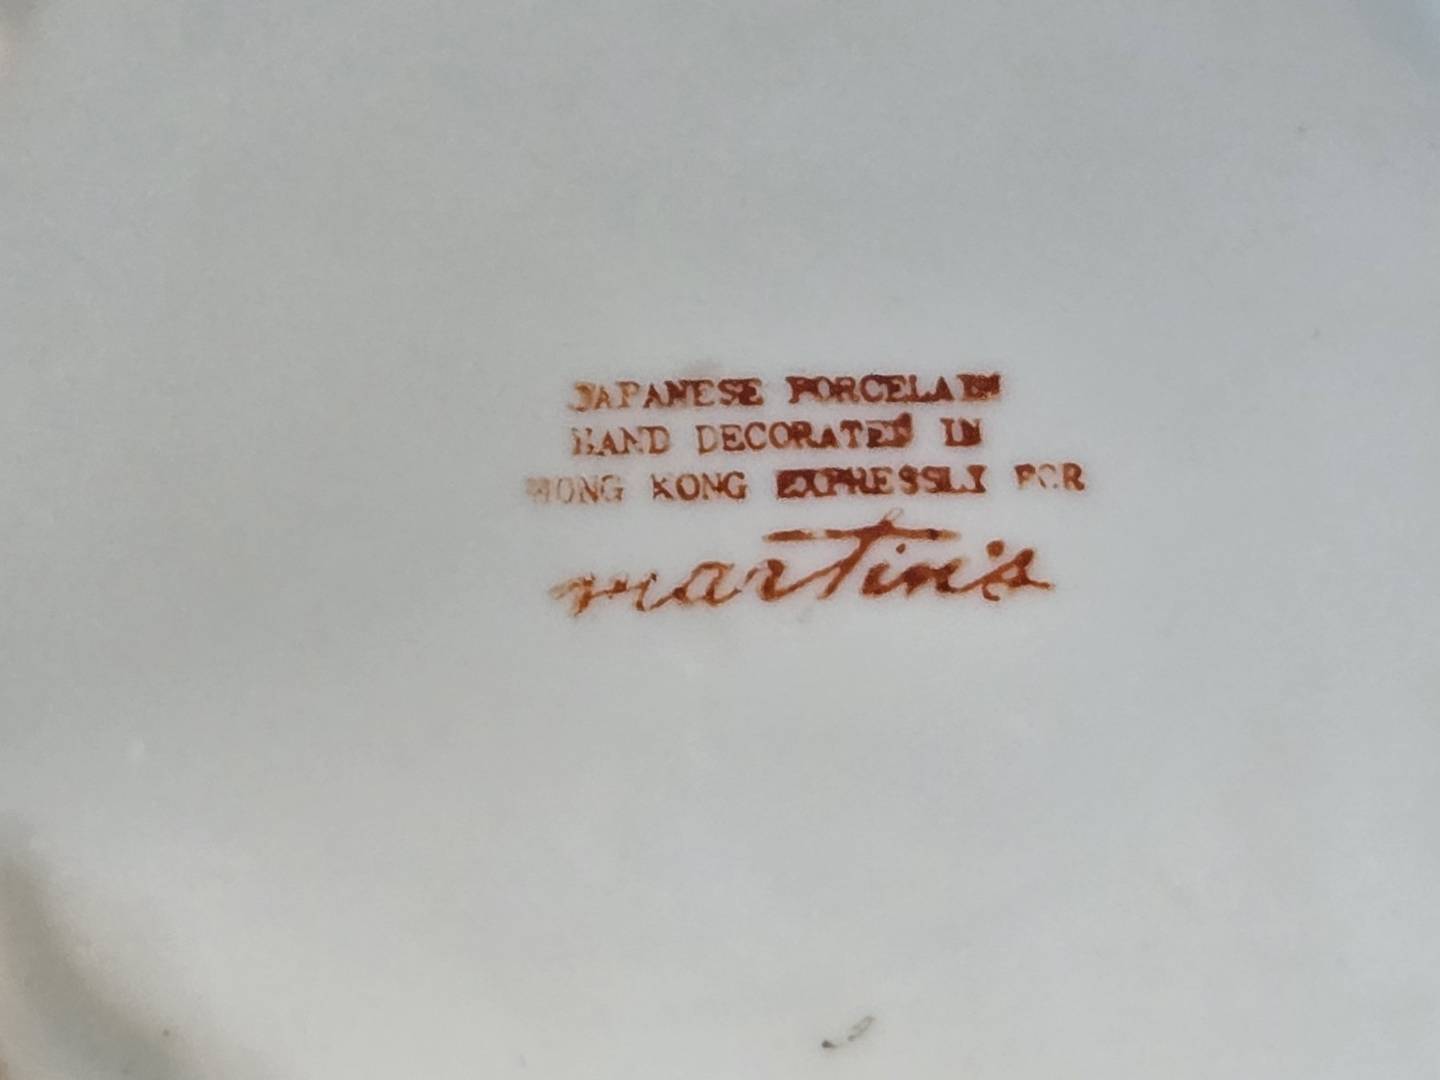 JAPANESE PORCELAIN
HAND DECORATED IN
HONG KONG EXPRESSLY FOR
martin's